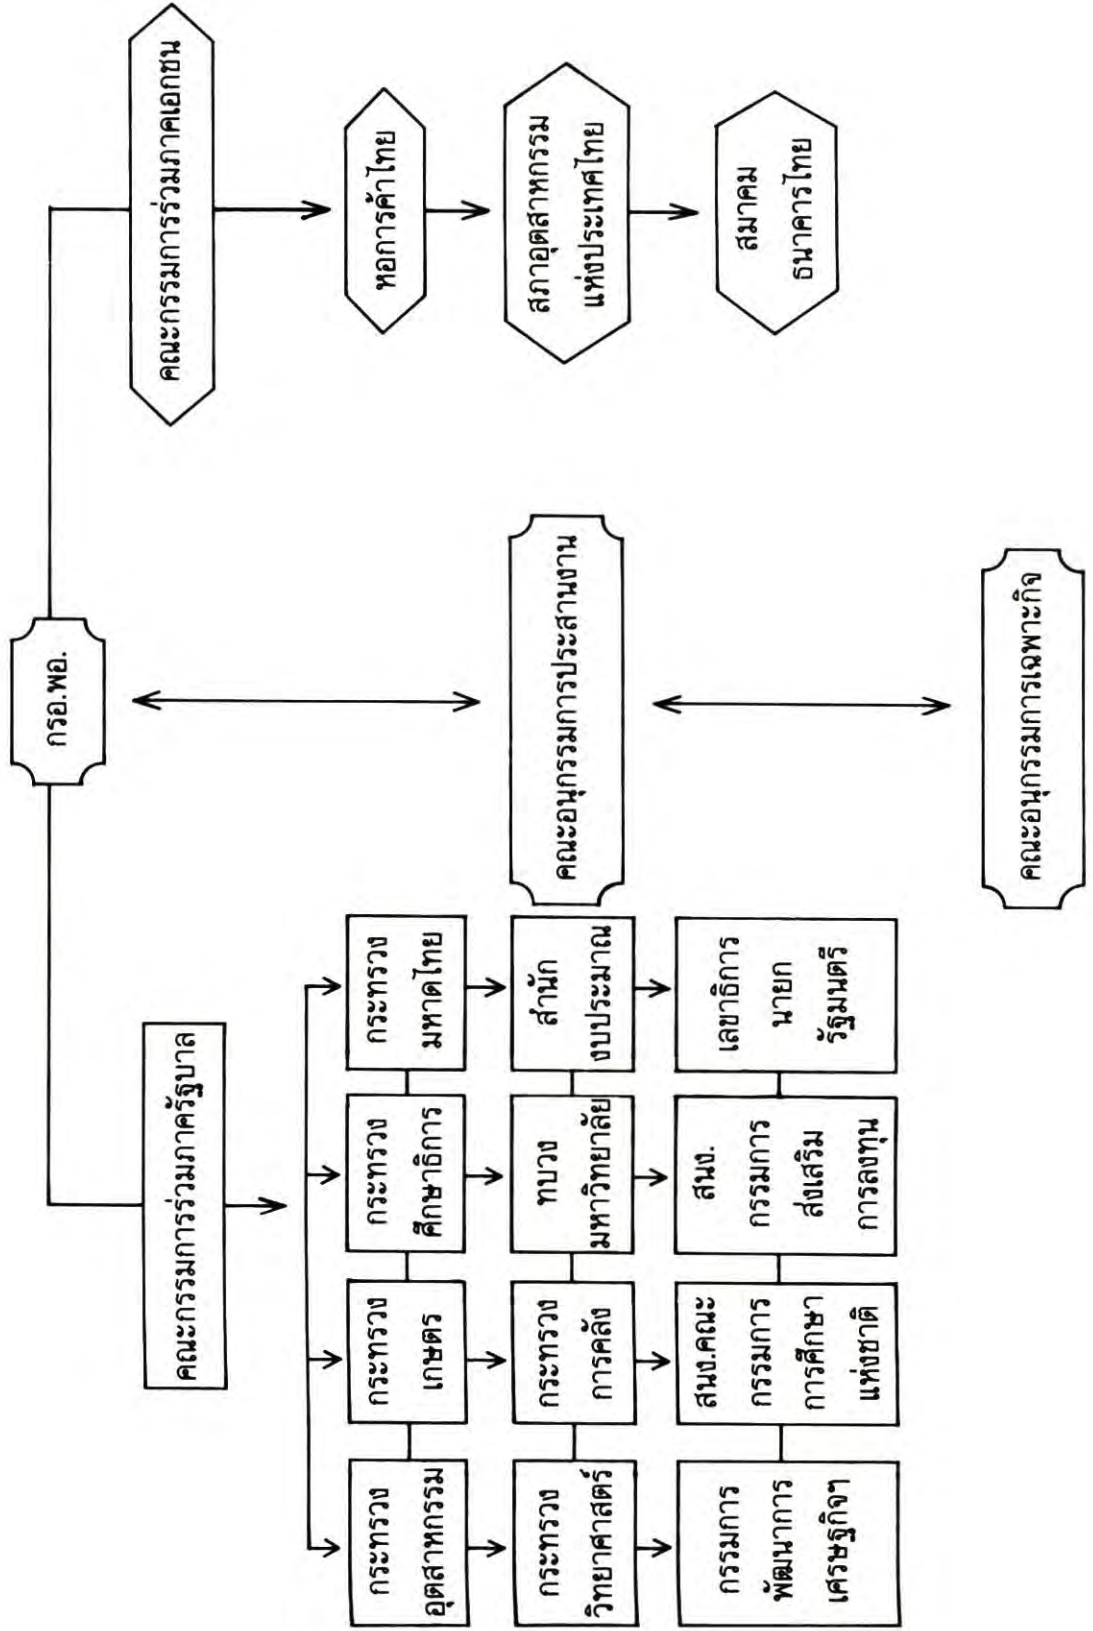 กรอ.พอ.
คณะกรรมการร่วมภาครัฐบาล
คณะกรรมการร่วมภาคเอกชน
กระทรวง
อุตสาหกรรม
กระทรวง
เกษตร
กระทรวง
ศึกษาธิการ
กระทรวง
มหาดไทย
หอการค้าไทย
กระทรวง
วิทยาศาสตร์
กระทรวง
การคลัง
ทบวง
มหาวิทยาลัย
สำนัก
งบประมาณ
คณะอนุกรรมการประสานงาน
สภาอุตสาหกรรม
แห่งประเทศไทย
กรรมการ
พัฒนาการ
เศรษฐกิจฯ
สนง.คณะ
กรรมการ
การศึกษา
แห่งชาติ
สนง.
กรรมการ
ส่งเสริม
การลงทุน
เลขาธิการ
นายก
รัฐมนตรี
สมาคม
ธนาคารไทย
คณะอนุกรรมการเฉพาะกิจ